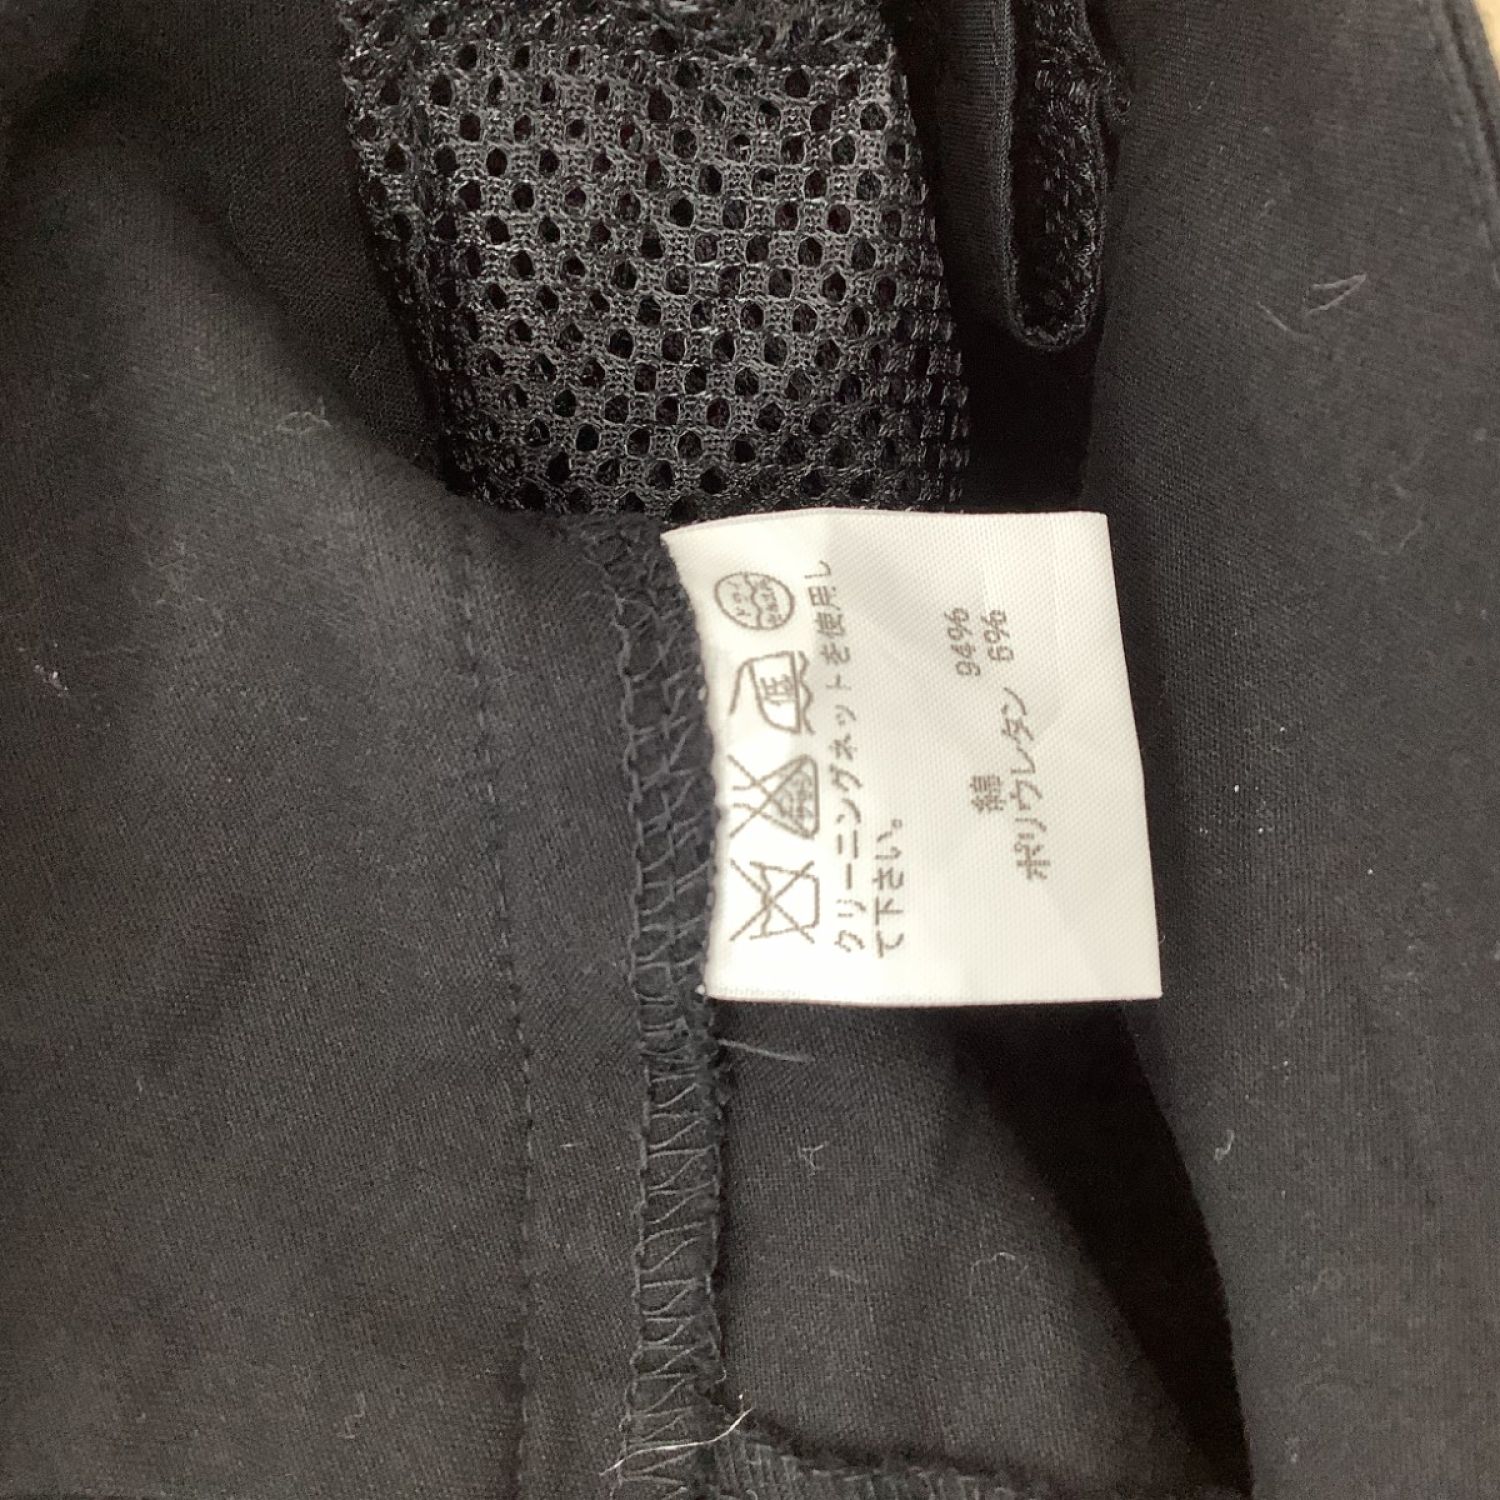 低
クリーニングネットを使用し
て下さい。
綿 94%
ポリウレタン 6%